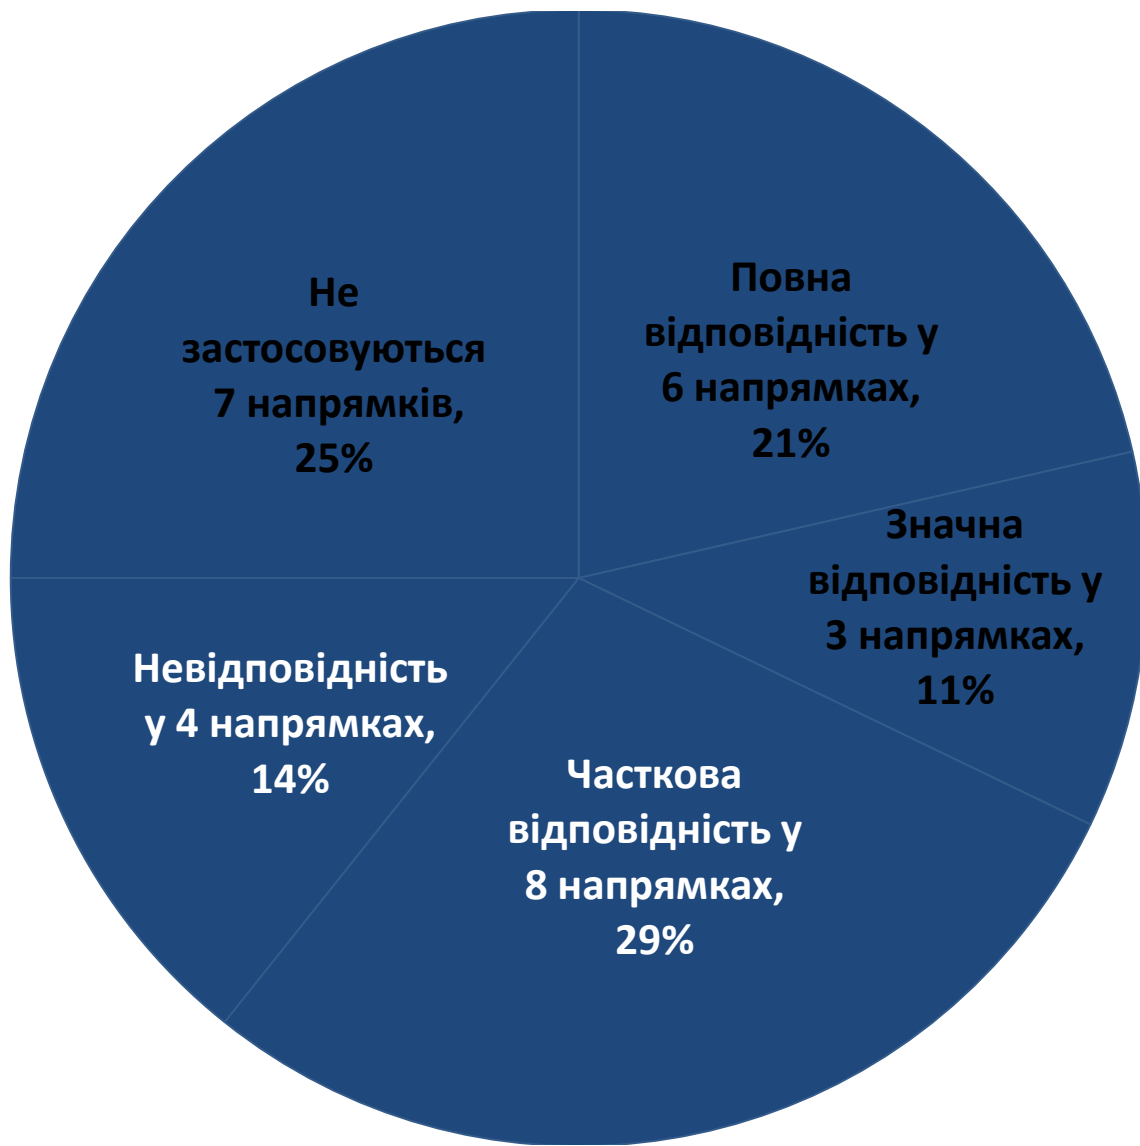 Не
застосовуються
7 напрямків,
25%
Повна
відповідність у
6 напрямках,
21%
Значна
відповідність у
3 напрямках,
11%
Невідповідність
у 4 напрямках,
14%
Часткова
відповідність у
8 напрямках,
29%